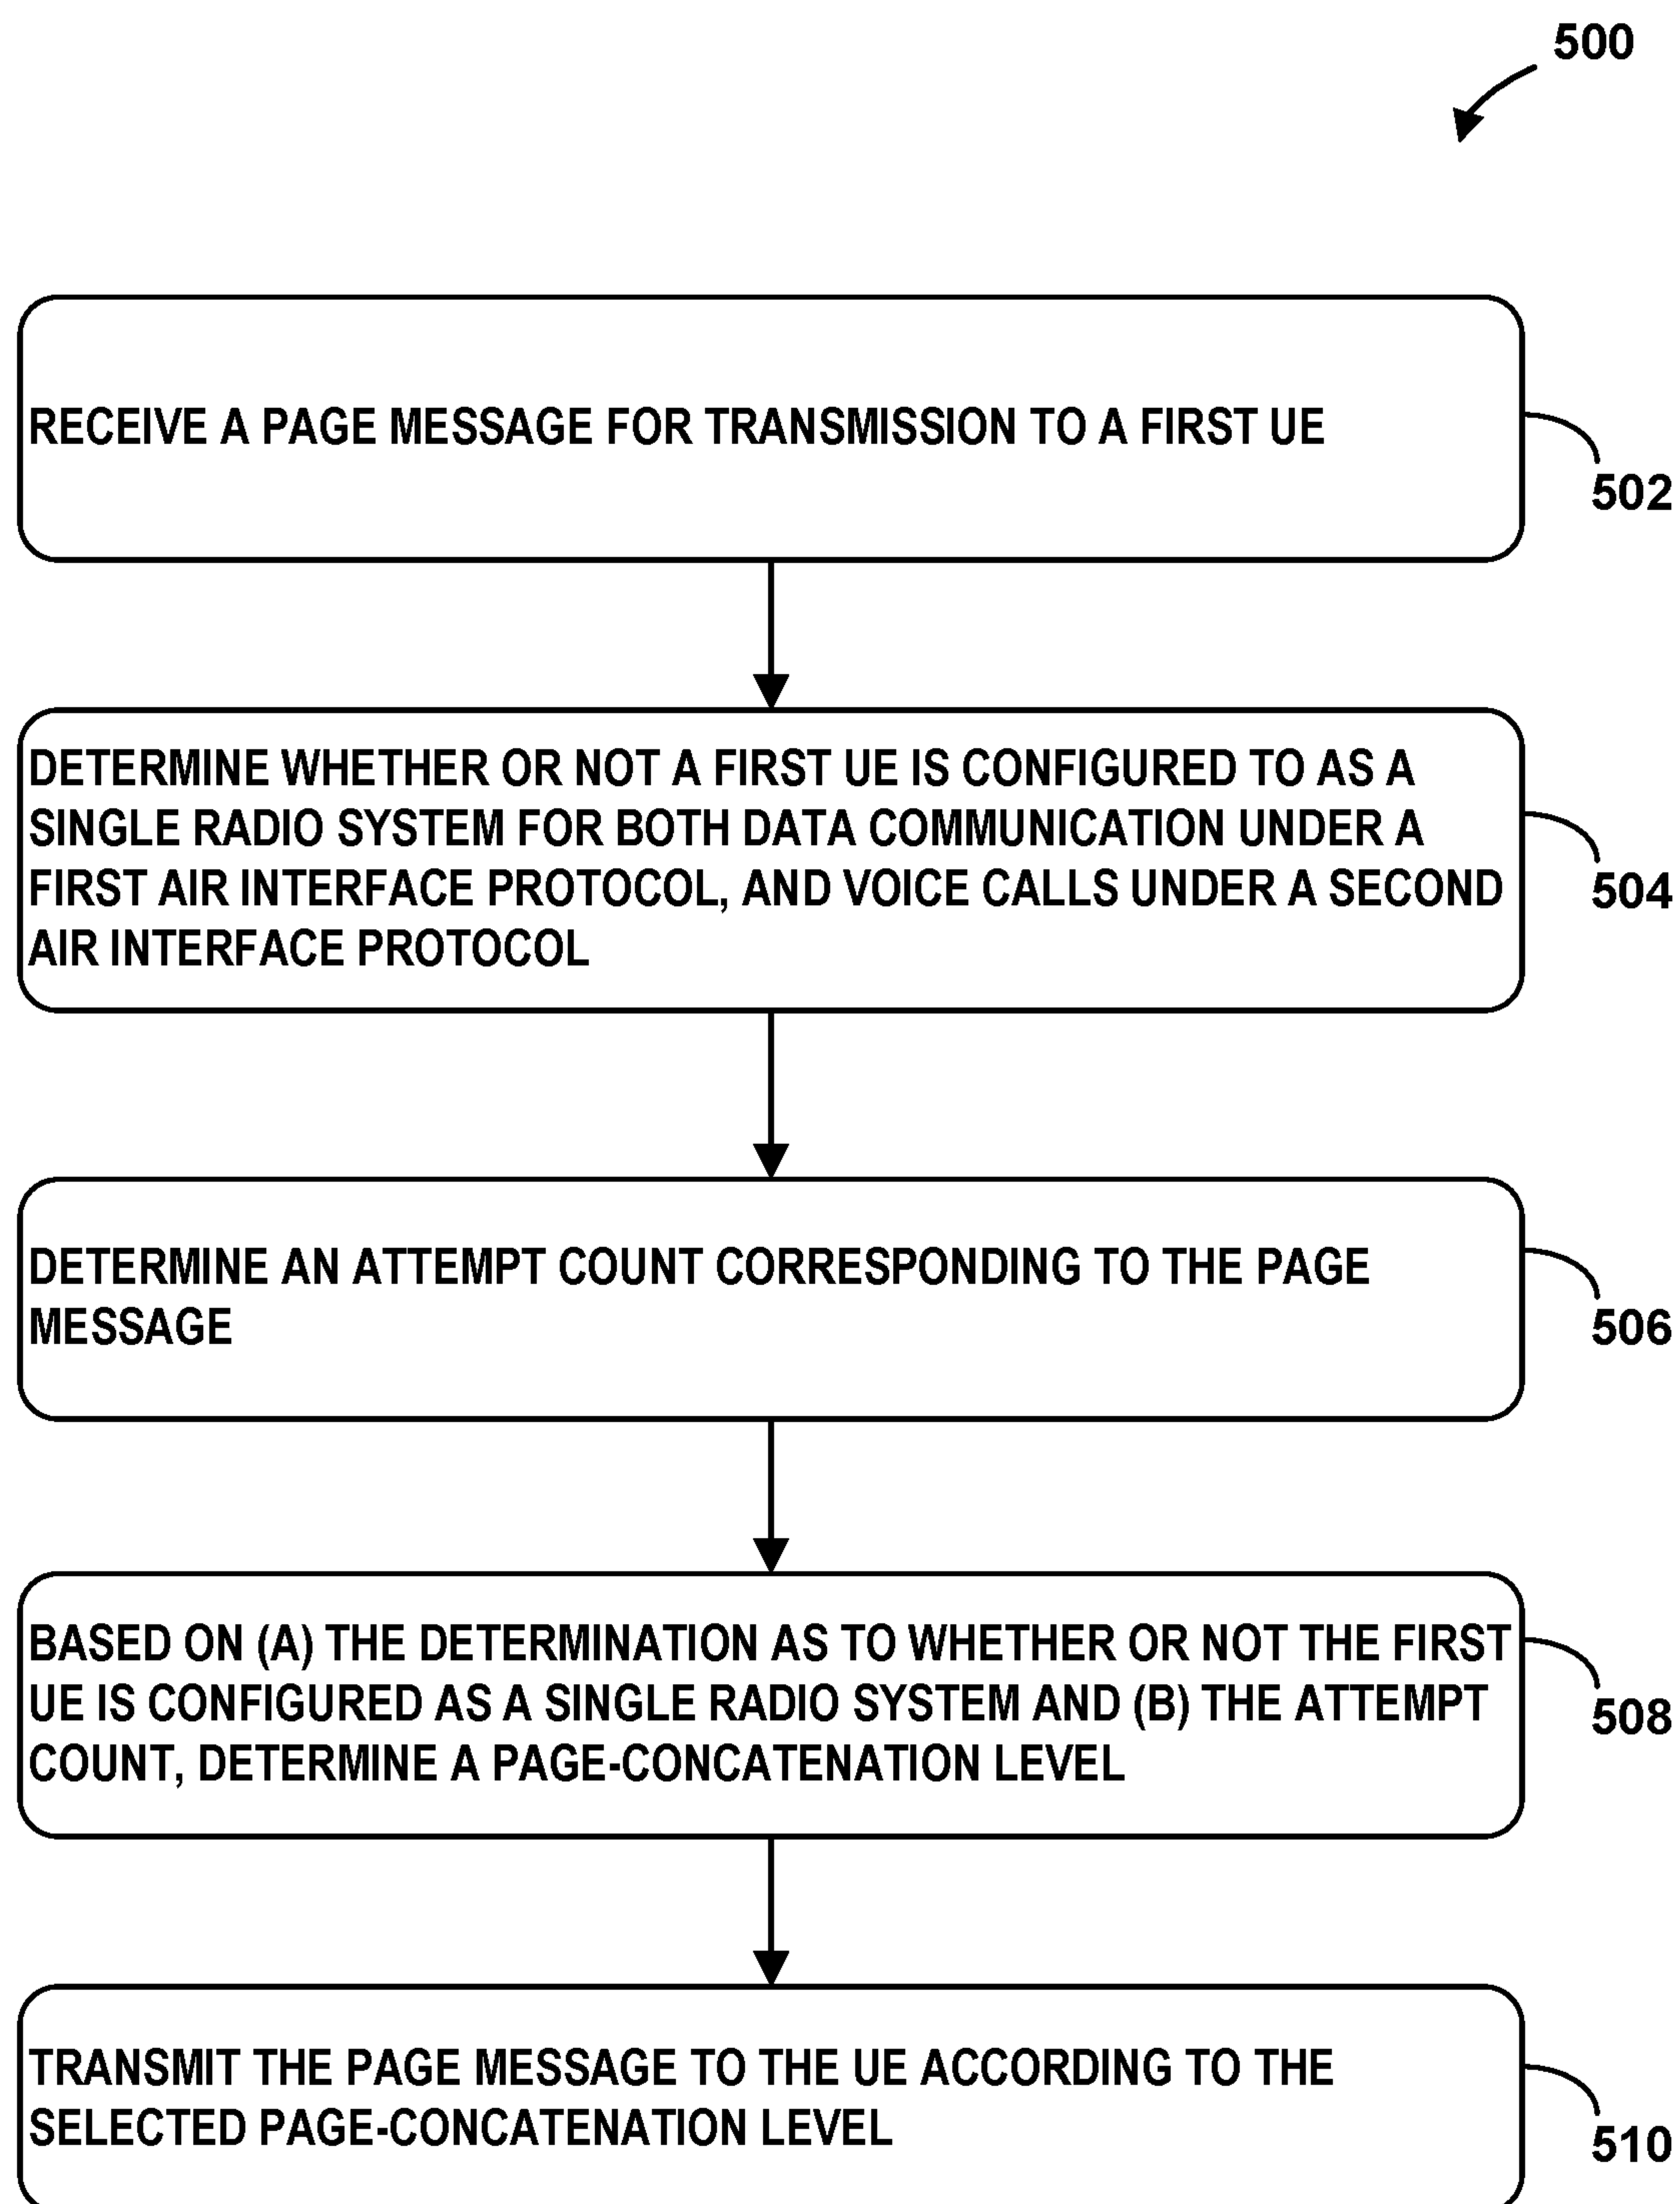 500
RECEIVE A PAGE MESSAGE FOR TRANSMISSION TO A FIRST UE
502
DETERMINE WHETHER OR NOT A FIRST UE IS CONFIGURED TO AS A
SINGLE RADIO SYSTEM FOR BOTH DATA COMMUNICATION UNDER A
FIRST AIR INTERFACE PROTOCOL, AND VOICE CALLS UNDER A SECOND
AIR INTERFACE PROTOCOL
504
DETERMINE AN ATTEMPT COUNT CORRESPONDING TO THE PAGE
MESSAGE
506
BASED ON (A) THE DETERMINATION AS TO WHETHER OR NOT THE FIRST
UE IS CONFIGURED AS A SINGLE RADIO SYSTEM AND (B) THE ATTEMPT
COUNT, DETERMINE A PAGE-CONCATENATION LEVEL
508
TRANSMIT THE PAGE MESSAGE TO THE UE ACCORDING TO THE
SELECTED PAGE-CONCATENATION LEVEL
510